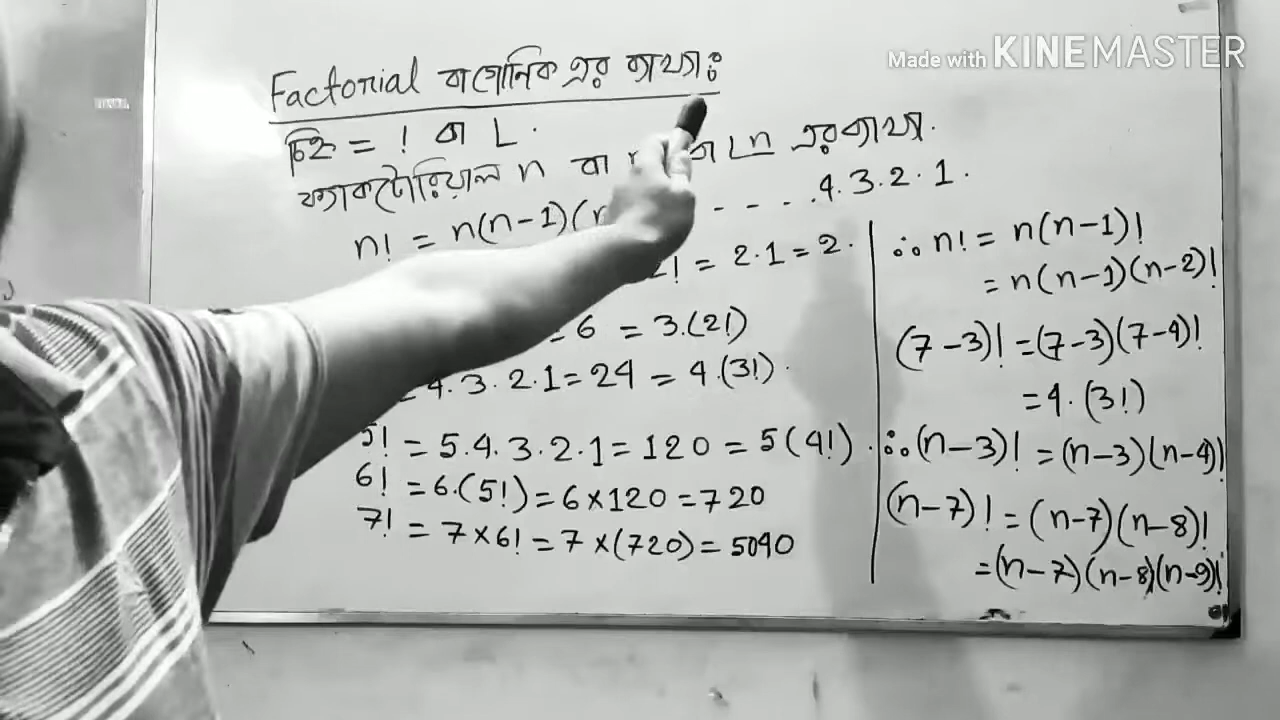 Made with KINEMASTER
Factorial বা গৌনিক এর ব্যাখ্যাঃ
চিহ্ন = ! বা L.
ফ্যাকটোরিয়াল n বা বা Ln এর ব্যাখ্যা.
n! = n(n-1)( - - - . . 4.3.2.1.
2! = 2.1 = 2.
= 6 = 3.(2!)
= 4.3.2.1 = 24 = 4.(3!).
5! = 5.4.3.2.1 = 120 = 5(4!).
6! = 6.(5!) = 6×120 = 720
7! = 7×6! = 7×(720) = 5040
∴ n! = n(n-1)!
= n(n-1)(n-2)!
(7-3)! = (7-3)(7-4)!
= 4.(3!)
∴ (n-3)! = (n-3)(n-4)!
(n-7)! = (n-7)(n-8)!
= (n-7)(n-8)(n-9)!